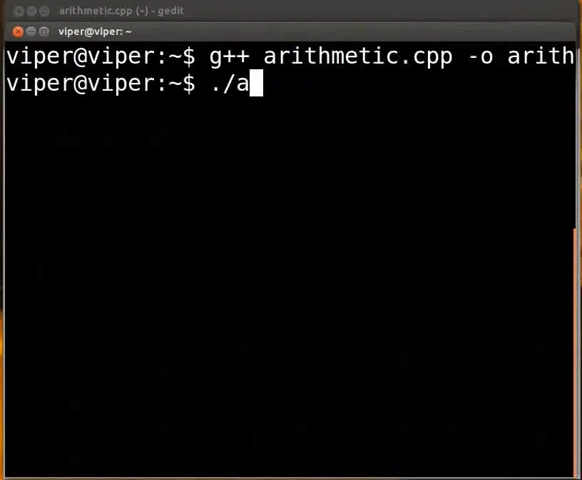 arithmetic.cpp (~) - gedit
viper@viper: ~
viper@viper:~$ g++ arithmetic.cpp -o arith
viper@viper:~$ ./a